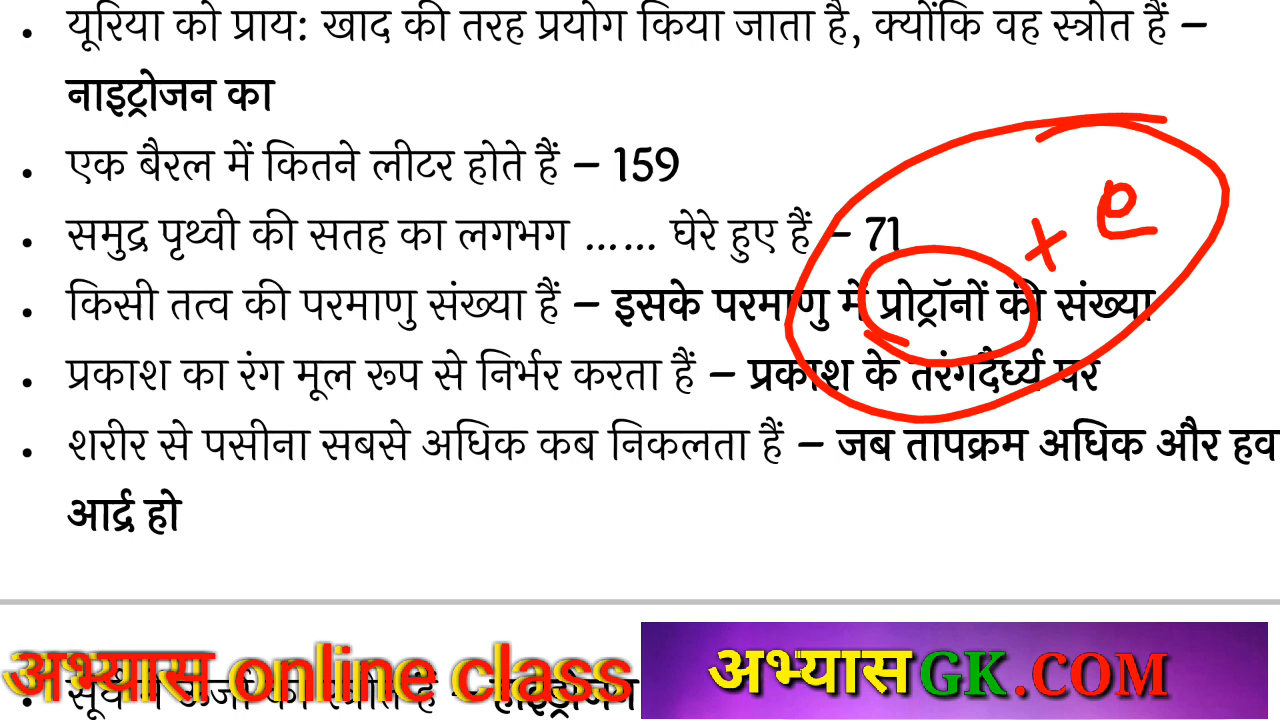 • यूरिया को प्राय: खाद की तरह प्रयोग किया जाता है, क्योंकि वह स्त्रोत हैं –
नाइट्रोजन का
• एक बैरल में कितने लीटर होते हैं – 159
• समुद्र पृथ्वी की सतह का लगभग …… घेरे हुए हैं – 71
+ e
• किसी तत्व की परमाणु संख्या हैं – इसके परमाणु में प्रोट्रॉनों की संख्या
• प्रकाश का रंग मूल रूप से निर्भर करता हैं – प्रकाश के तरंगदैर्ध्य पर
• शरीर से पसीना सबसे अधिक कब निकलता हैं – जब तापक्रम अधिक और हव
आर्द्र हो
अभ्यास online class
अभ्यास GK.COM